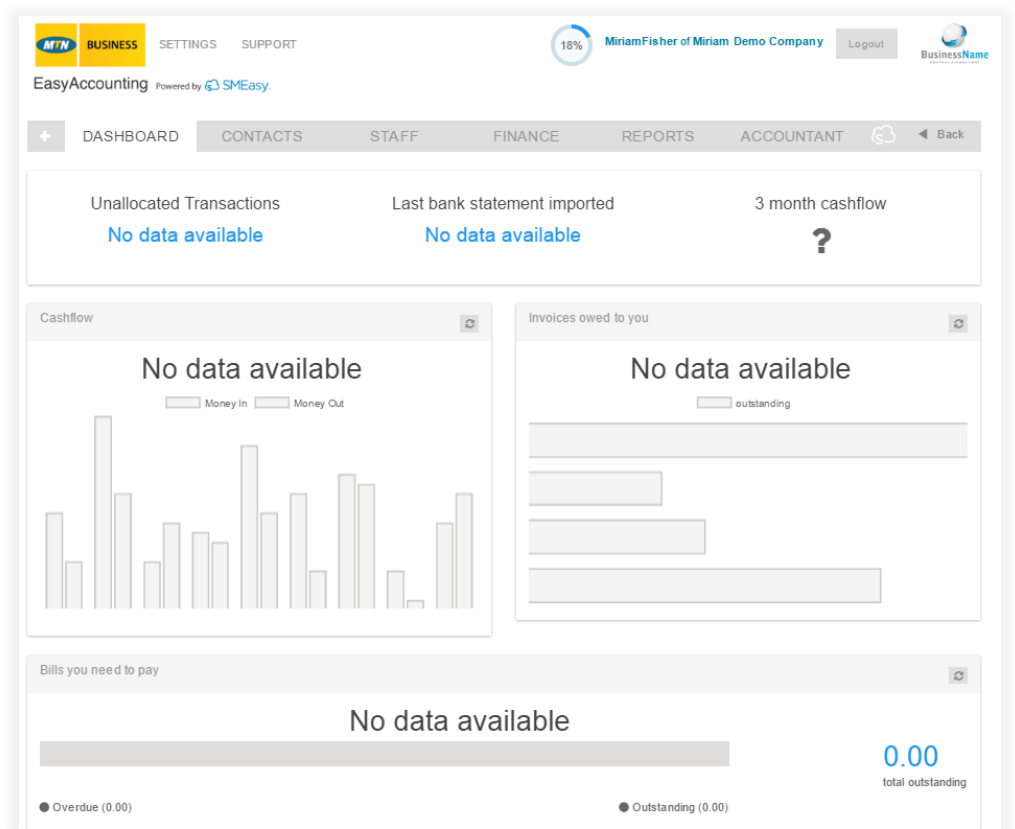 MTN BUSINESS SETTINGS SUPPORT 18% MiriamFisher of Miriam Demo Company Logout BusinessName
EasyAccounting Powered by SMEasy.
+ DASHBOARD CONTACTS STAFF FINANCE REPORTS ACCOUNTANT Back
Unallocated Transactions Last bank statement imported 3 month cashflow
No data available No data available ?
Cashflow Invoices owed to you
No data available No data available
Money In Money Out outstanding
Bills you need to pay
No data available
0.00
total outstanding
Overdue (0.00) Outstanding (0.00)